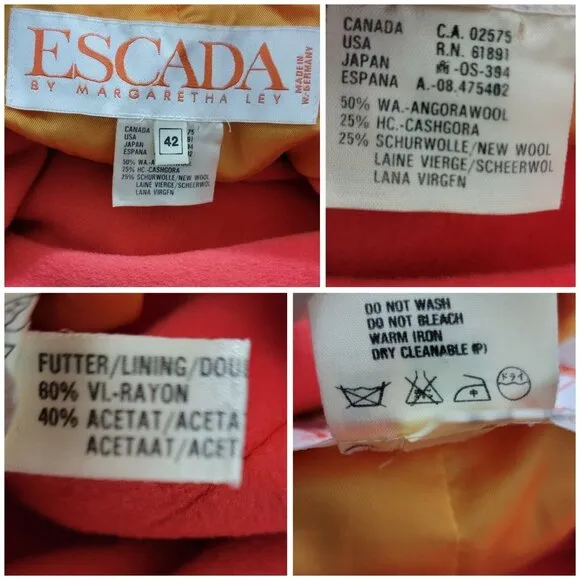 ESCADA
BY MARGARETHA LEY
MADE IN
W.-GERMANY
42
CANADA
USA
JAPAN
ESPANA
50% WA.-ANGORAWOOL
25% HC.-CASHGORA
25% SCHURWOLLE/NEW WOOL
LAINE VIERGE/SCHEERWOL
LANA VIRGEN
CANADA C.A. 02575
USA R.N. 61891
JAPAN -OS-394
ESPANA A.-08.475402
50% WA.-ANGORAWOOL
25% HC.-CASHGORA
25% SCHURWOLLE/NEW WOOL
LAINE VIERGE/SCHEERWOL
LANA VIRGEN
FUTTER/LINING/DOU
60% VL-RAYON
40% ACETAT/ACETA
ACETAAT/ACET
DO NOT WASH
DO NOT BLEACH
WARM IRON
DRY CLEANABLE (P)
ドライ